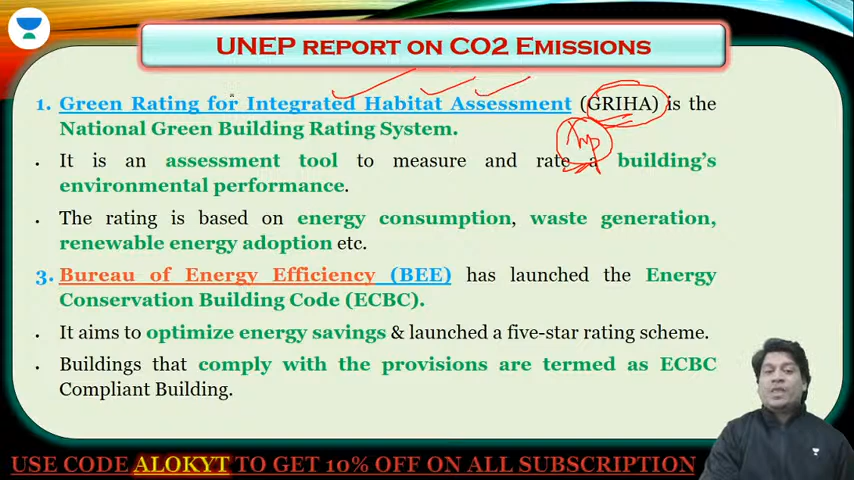 UNEP REPORT ON CO2 EMISSIONS
1. Green Rating for Integrated Habitat Assessment (GRIHA) is the
National Green Building Rating System.
Imp
• It is an assessment tool to measure and rate a building's
environmental performance.
• The rating is based on energy consumption, waste generation,
renewable energy adoption etc.
3. Bureau of Energy Efficiency (BEE) has launched the Energy
Conservation Building Code (ECBC).
• It aims to optimize energy savings & launched a five-star rating scheme.
• Buildings that comply with the provisions are termed as ECBC
Compliant Building.
USE CODE ALOKYT TO GET 10% OFF ON ALL SUBSCRIPTION